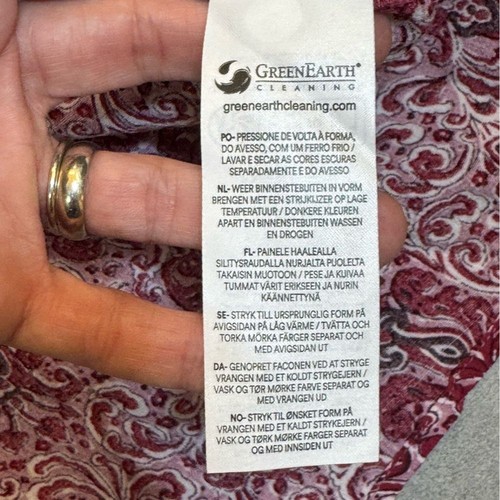 GREENEARTH®
CLEANING
greenearthcleaning.com
PO- PRESSIONE DE VOLTA À FORMA,
DO AVESSO, COM UM FERRO FRIO /
LAVAR E SECAR AS CORES ESCURAS
SEPARADAMENTE E DO AVESSO
NL- WEER BINNENSTEBUITEN IN VORM
BRENGEN MET EEN STRIJKIJZER OP LAGE
TEMPERATUUR / DONKERE KLEUREN
APART EN BINNENSTEBUITEN WASSEN
EN DROGEN
FL- PAINELE HAALEALLA
SILITYSRAUDALLA NURJALTA PUOLELTA
TAKAISIN MUOTOON / PESE JA KUIVAA
TUMMAT VÄRIT ERIKSEEN JA NURIN
KÄÄNNETTYNÄ
SE- STRYK TILL URSPRUNGLIG FORM PÅ
AVIGSIDAN PÅ LÅG VÄRME / TVÄTTA OCH
TORKA MÖRKA FÄRGER SEPARAT OCH
MED AVIGSIDAN UT
DA- GENOPRET FACONEN VED AT STRYGE
VRANGEN MED ET KOLDT STRYGEJERN /
VASK OG TØR MØRKE FARVE SEPARAT OG
MED VRANGEN UD
NO- STRYK TIL ØNSKET FORM PÅ
VRANGEN MED ET KALDT STRYKEJERN /
VASK OG TØRK MØRKE FARGER SEPARAT
OG MED INNSIDEN UT